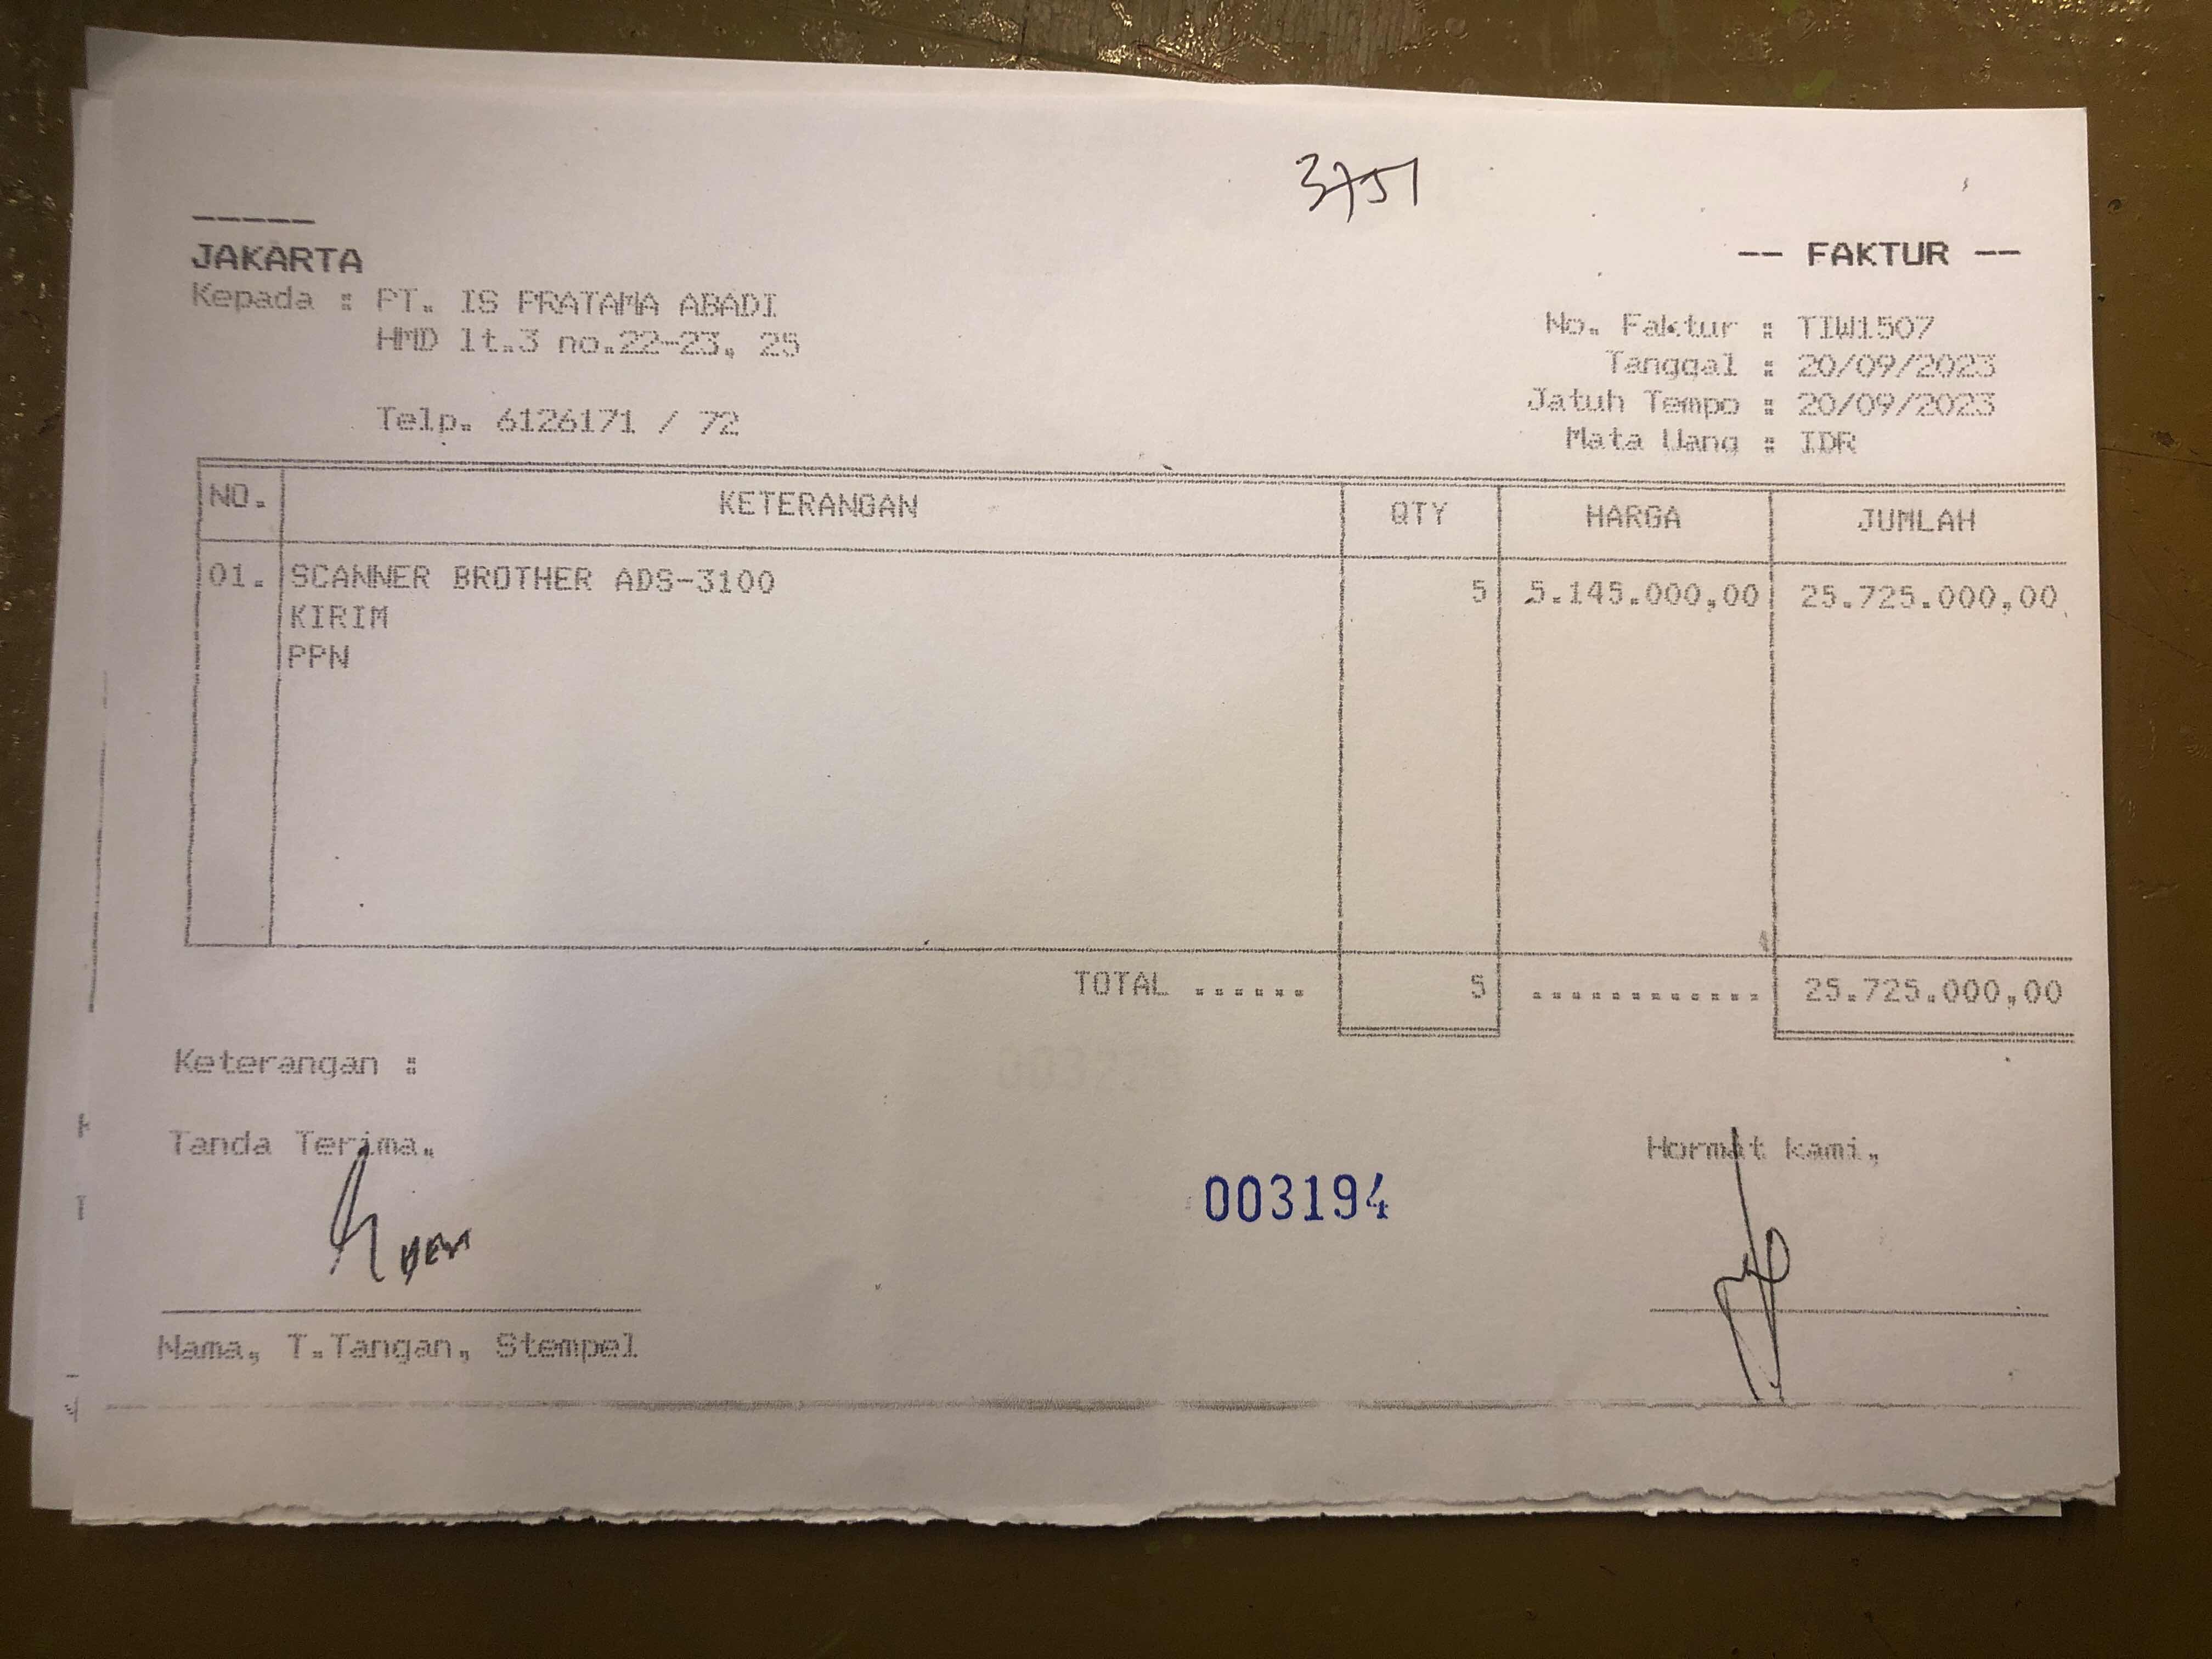 3751
-----
JAKARTA
-- FAKTUR --
Kepada : PT. IS PRATAMA ABADI
HMD lt.3 no.22-23, 25
Telp. 6126171 / 72
No. Faktur : TIW1507
Tanggal : 20/09/2023
Jatuh Tempo : 20/09/2023
Mata Uang : IDR
NO. KETERANGAN QTY HARGA JUMLAH
01. SCANNER BROTHER ADS-3100 5 5.145.000,00 25.725.000,00
KIRIM
PPN
TOTAL ...... 5 ............ 25.725.000,00
Keterangan :
Tanda Terima,
Hormat kami,
003194
Nama, T.Tangan, Stempel